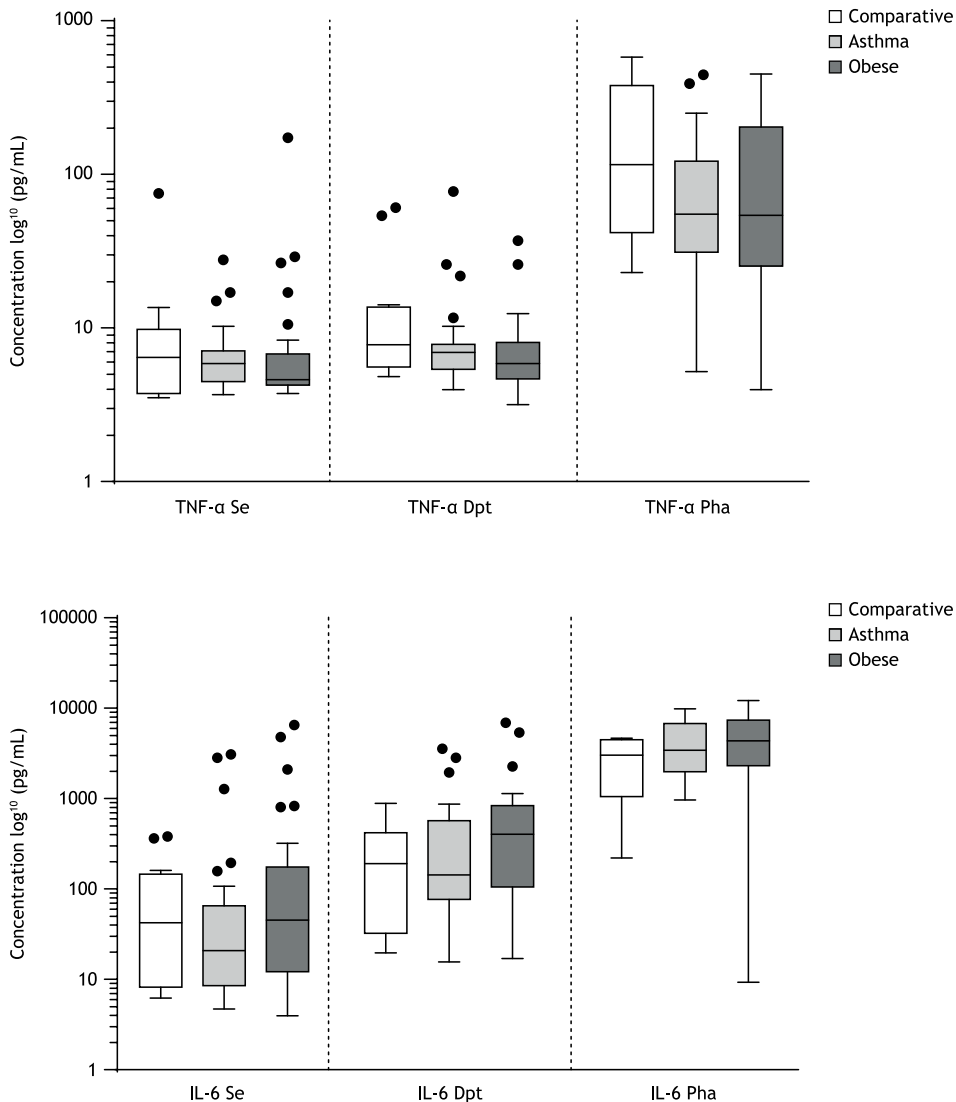 Concentration log¹⁰ (pg/mL)
1000
100
10
1
TNF-α Se
TNF-α Dpt
TNF-α Pha
Comparative
Asthma
Obese
Concentration log¹⁰ (pg/mL)
100000
10000
1000
100
10
1
IL-6 Se
IL-6 Dpt
IL-6 Pha
Comparative
Asthma
Obese